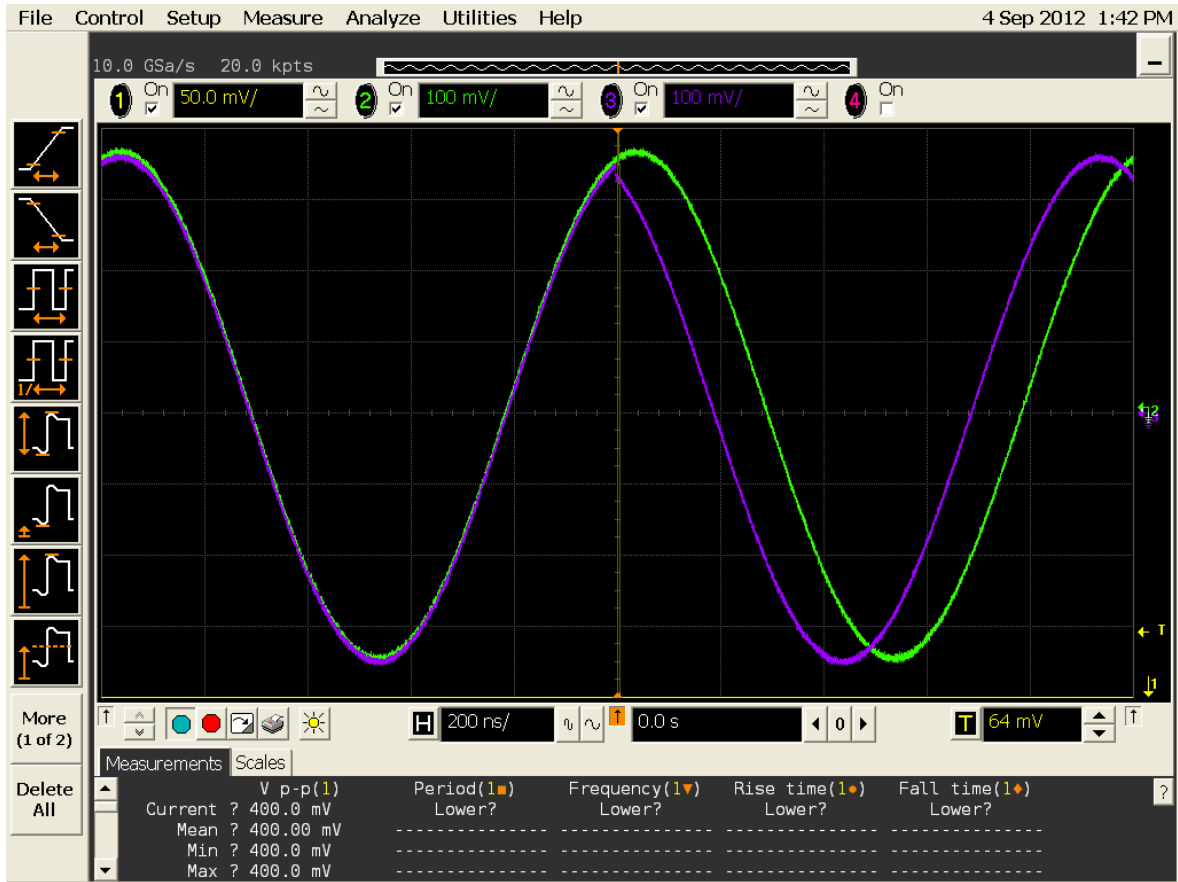 File Control Setup Measure Analyze Utilities Help 4 Sep 2012 1:42 PM
10.0 GSa/s 20.0 kpts
1 On 50.0 mV/ 2 On 100 mV/ 3 On 100 mV/ 4 On
1/
2
T
1
More
(1 of 2)
Delete
All
H 200 ns/ 0.0 s 0 T 64 mV
Measurements Scales
V p-p(1) Period(1■) Frequency(1▼) Rise time(1●) Fall time(1♦) ?
Current ? 400.0 mV Lower? Lower? Lower? Lower?
Mean ? 400.00 mV --------------- --------------- --------------- ---------------
Min ? 400.0 mV --------------- --------------- --------------- ---------------
Max ? 400.0 mV --------------- --------------- --------------- ---------------